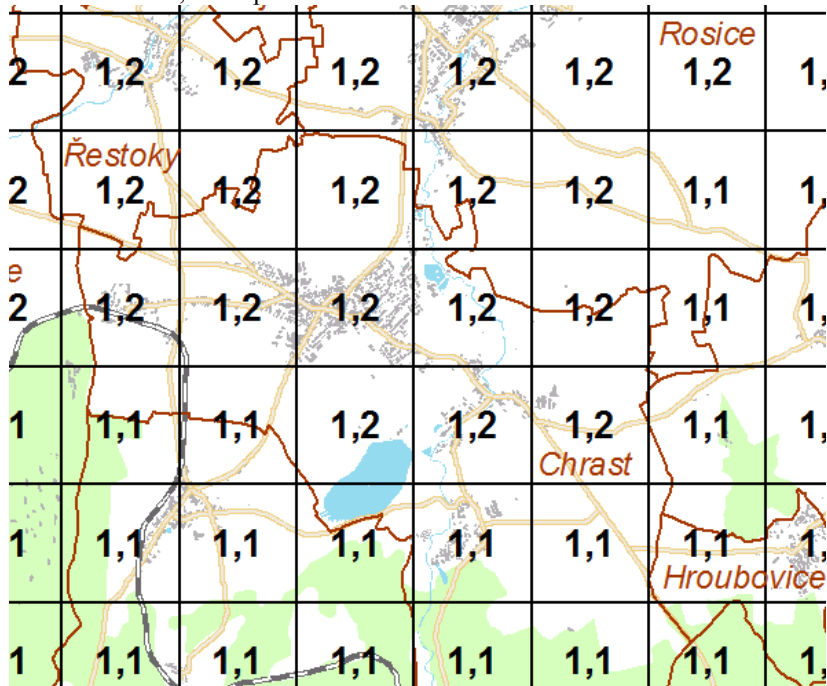 Rosice
2 1,2 1,2 1,2 1,2 1,2 1,2 1,
Řestoky
2 1,2 1,2 1,2 1,2 1,2 1,1 1,
e
2 1,2 1,2 1,2 1,2 1,2 1,1 1,
1 1,1 1,1 1,2 1,2 1,2 1,1 1,
Chrast
1 1,1 1,1 1,1 1,1 1,1 1,1 1,
Hroubovice
1 1,1 1,1 1,1 1,1 1,1 1,1 1,